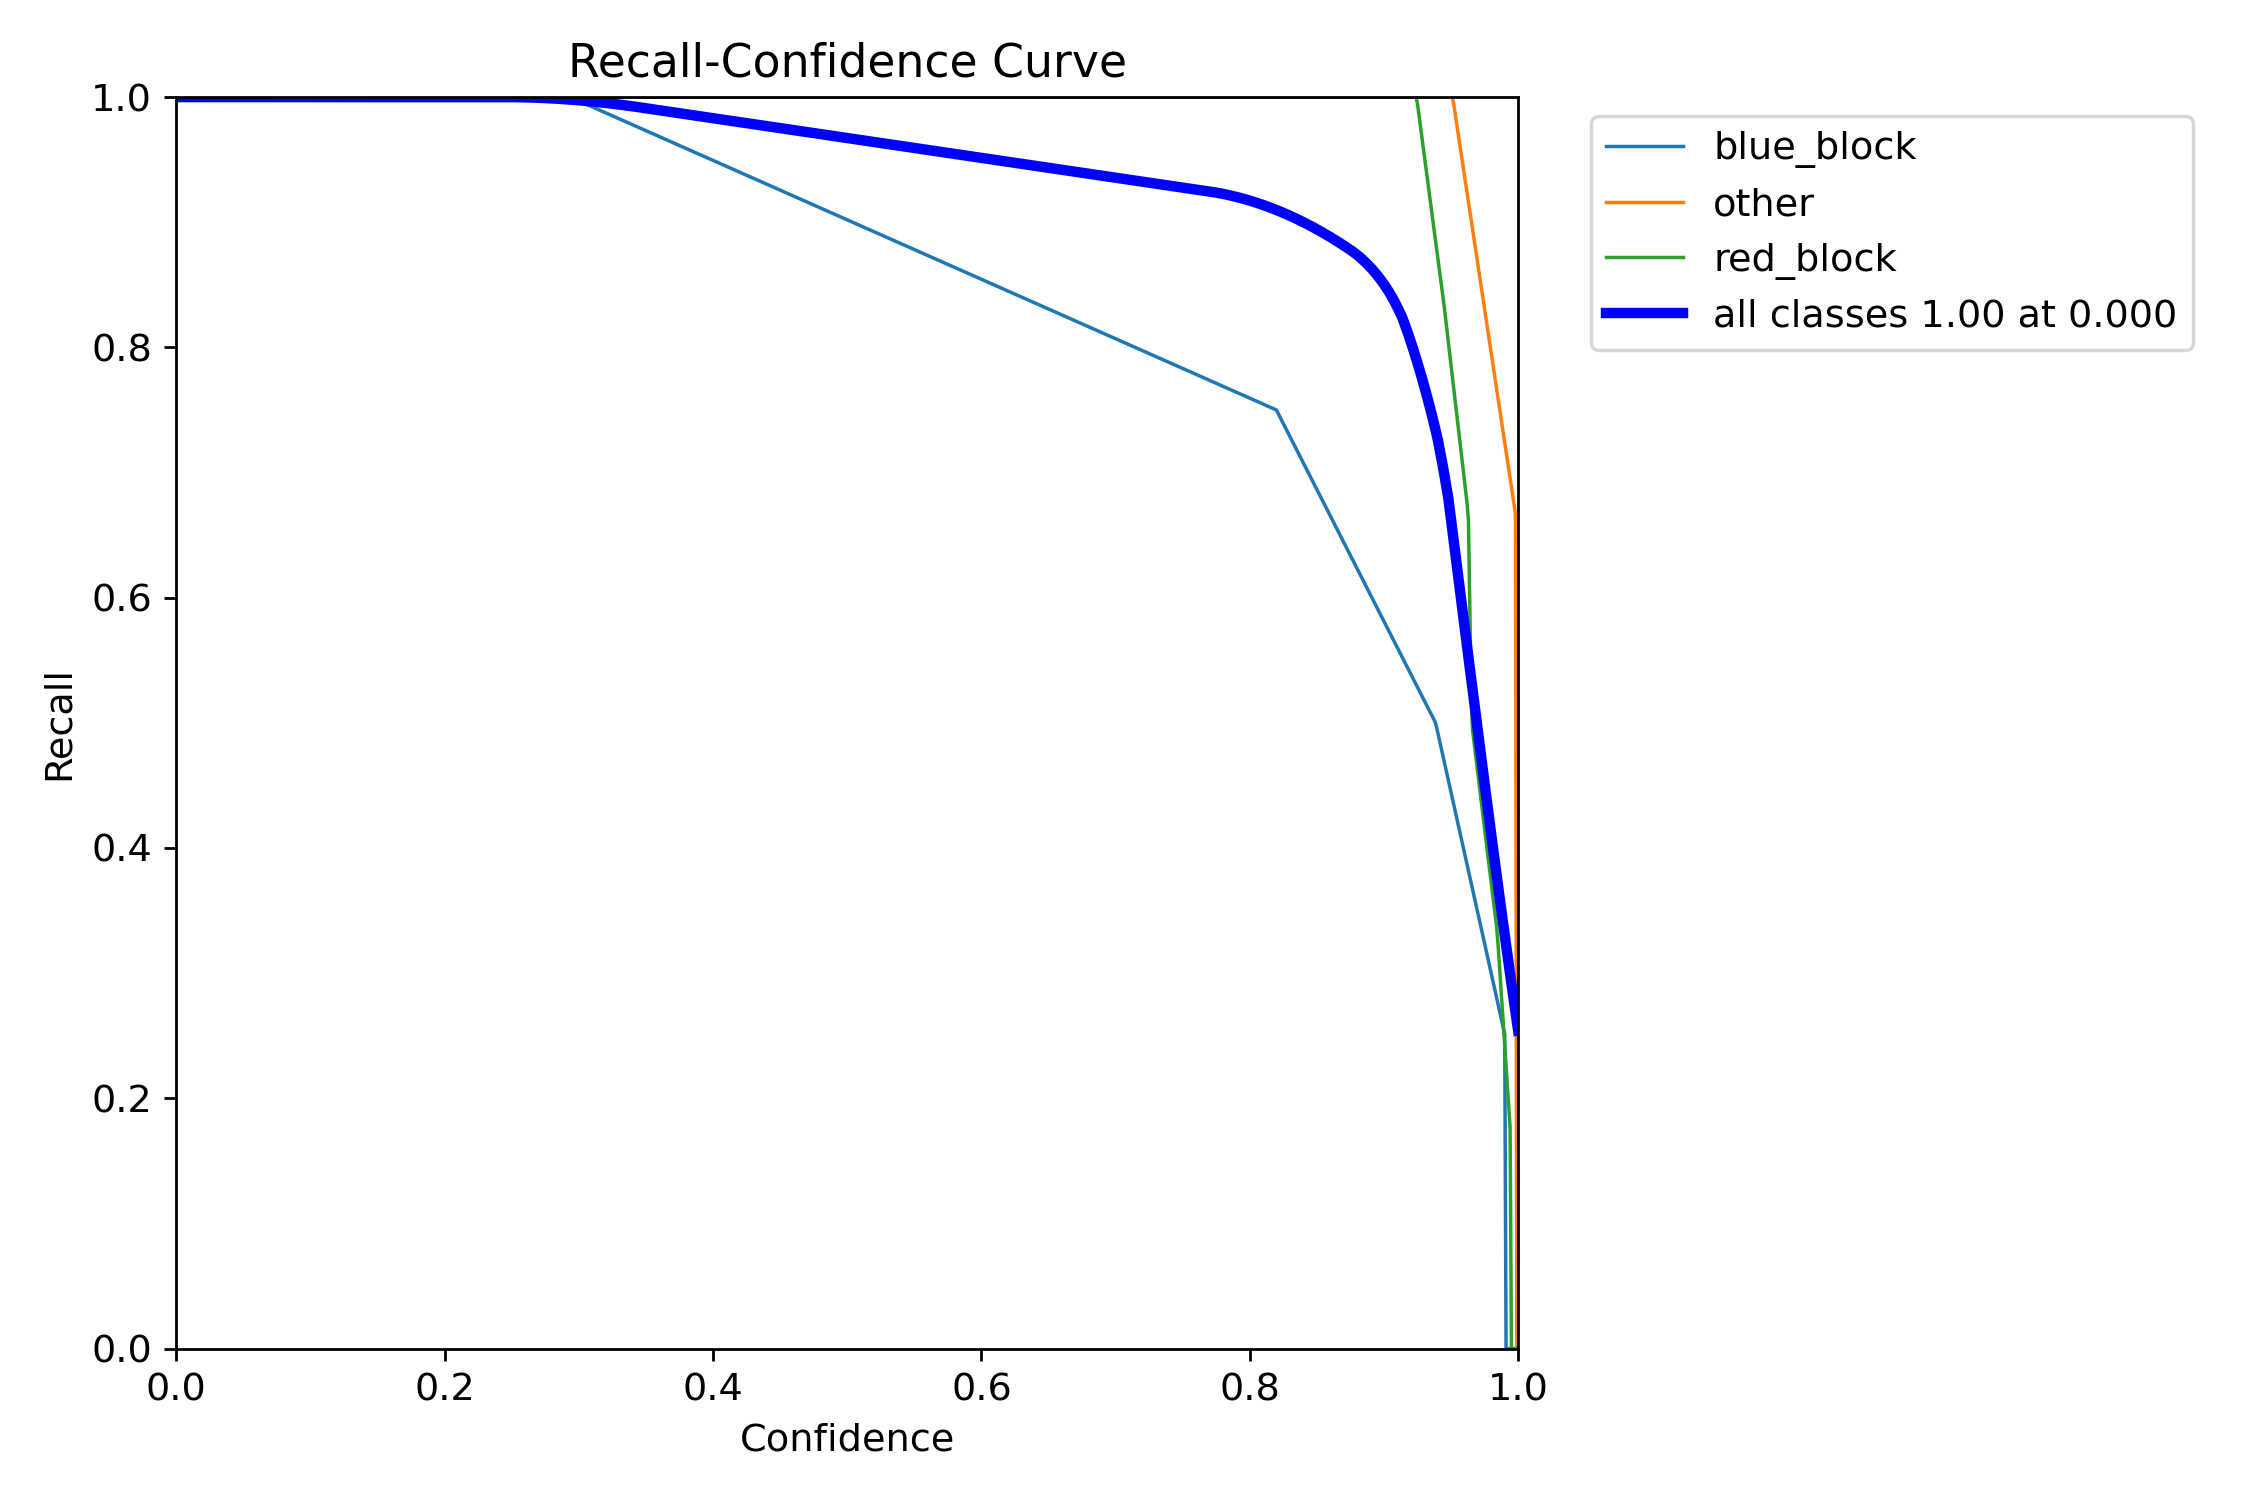 Recall-Confidence Curve
1.0
0.8
0.6
0.4
0.2
0.0
Recall
0.0 0.2 0.4 0.6 0.8 1.0
Confidence
blue_block
other
red_block
all classes 1.00 at 0.000